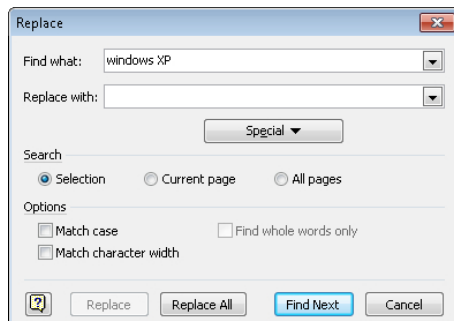 Replace
Find what: windows XP
Replace with:
Special
Search
Selection Current page All pages
Options
Match case Find whole words only
Match character width
? Replace Replace All Find Next Cancel